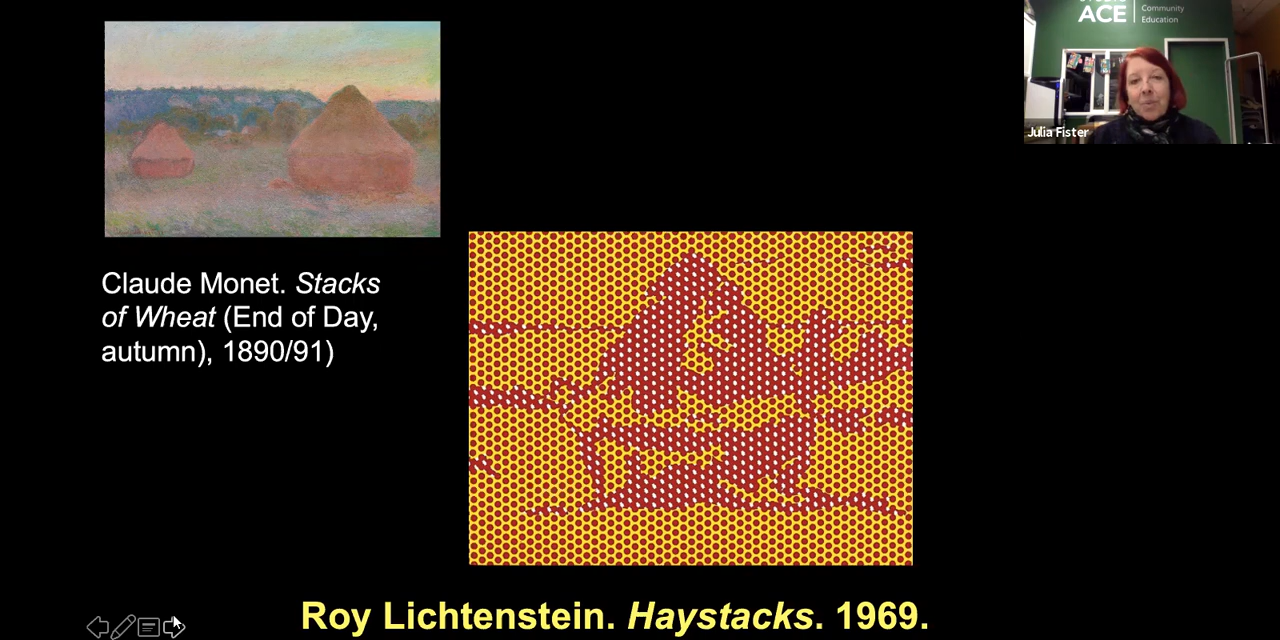 ACE
Community
Education
Julia Fister
Claude Monet. Stacks
of Wheat (End of Day,
autumn), 1890/91)
Roy Lichtenstein. Haystacks. 1969.